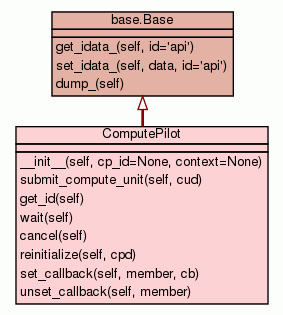 base.Base
get_idata_(self, id='api')
set_idata_(self, data, id='api')
dump_(self)
ComputePilot
__init__(self, cp_id=None, context=None)
submit_compute_unit(self, cud)
get_id(self)
wait(self)
cancel(self)
reinitialize(self, cpd)
set_callback(self, member, cb)
unset_callback(self, member)